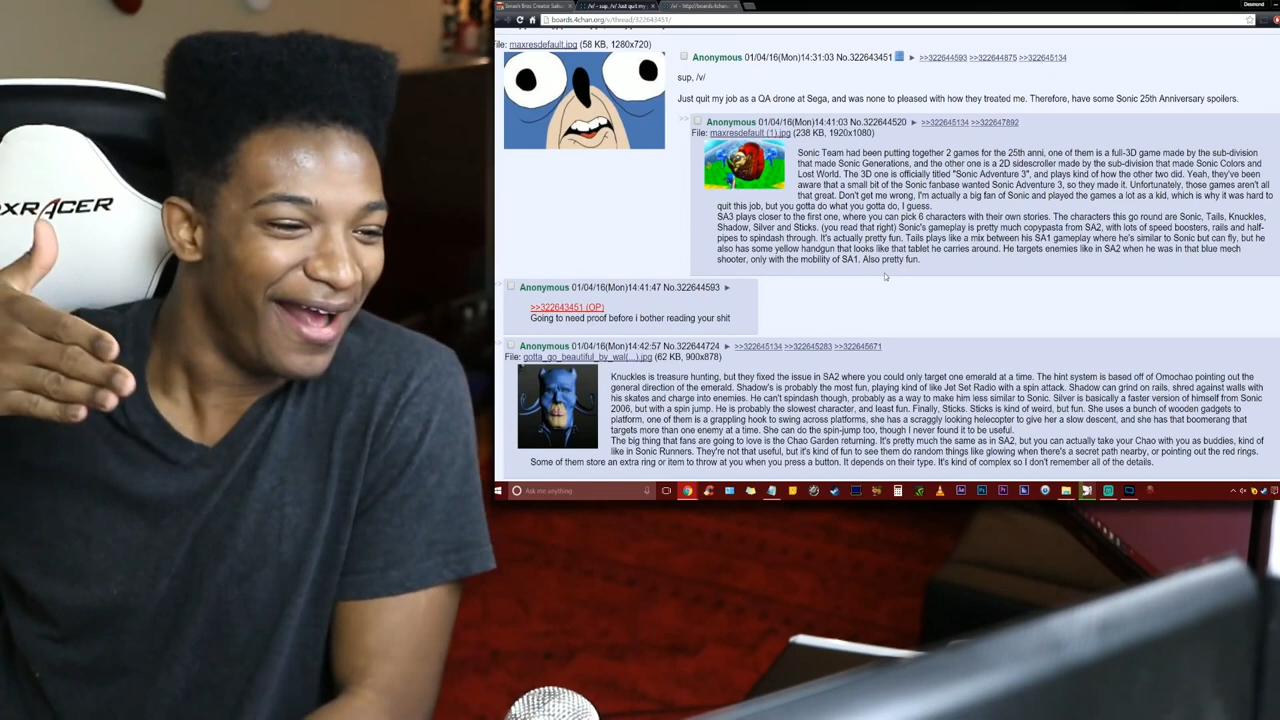 Smash Bros Creator Saku
/v/ - sup, /v/ Just quit my
/v/ - http://boards.4chan
Desmond
boards.4chan.org/v/thread/322643451/
File: maxresdefault.jpg (58 KB, 1280x720)
Anonymous 01/04/16(Mon)14:31:03 No.322643451 ▶ >>322644593 >>322644875 >>322645134
sup, /v/
Just quit my job as a QA drone at Sega, and was none to pleased with how they treated me. Therefore, have some Sonic 25th Anniversary spoilers.
>> Anonymous 01/04/16(Mon)14:41:03 No.322644520 ▶ >>322645134 >>322647892
File: maxresdefault (1).jpg (238 KB, 1920x1080)
Sonic Team had been putting together 2 games for the 25th anni, one of them is a full-3D game made by the sub-division
that made Sonic Generations, and the other one is a 2D sidescroller made by the sub-division that made Sonic Colors and
Lost World. The 3D one is officially titled "Sonic Adventure 3", and plays kind of how the other two did. Yeah, they've been
aware that a small bit of the Sonic fanbase wanted Sonic Adventure 3, so they made it. Unfortunately, those games aren't all
that great. Don't get me wrong, I'm actually a big fan of Sonic and played the games a lot as a kid, which is why it was hard to
quit this job, but you gotta do what you gotta do, I guess.
SA3 plays closer to the first one, where you can pick 6 characters with their own stories. The characters this go round are Sonic, Tails, Knuckles,
Shadow, Silver and Sticks. (you read that right) Sonic's gameplay is pretty much copypasta from SA2, with lots of speed boosters, rails and half-
pipes to spindash through. It's actually pretty fun. Tails plays like a mix between his SA1 gameplay where he's similar to Sonic but can fly, but he
also has some yellow handgun that looks like that tablet he carries around. He targets enemies like in SA2 when he was in that blue mech
shooter, only with the mobility of SA1. Also pretty fun.
>> Anonymous 01/04/16(Mon)14:41:47 No.322644593 ▶
>>322643451 (OP)
Going to need proof before i bother reading your shit
>> Anonymous 01/04/16(Mon)14:42:57 No.322644724 ▶ >>322645134 >>322645283 >>322645671
File: gotta_go_beautiful_by_wal(...).jpg (62 KB, 900x878)
Knuckles is treasure hunting, but they fixed the issue in SA2 where you could only target one emerald at a time. The hint system is based off of Omochao pointing out the
general direction of the emerald. Shadow's is probably the most fun, playing kind of like Jet Set Radio with a spin attack. Shadow can grind on rails, shred against walls with
his skates and charge into enemies. He can't spindash though, probably as a way to make him less similar to Sonic. Silver is basically a faster version of himself from Sonic
2006, but with a spin jump. He is probably the slowest character, and least fun. Finally, Sticks. Sticks is kind of weird, but fun. She uses a bunch of wooden gadgets to
platform, one of them is a grappling hook to swing across platforms, she has a scraggly looking helecopter to give her a slow descent, and she has that boomerang that
targets more than one enemy at a time. She can do the spin-jump too, though I never found it to be useful.
The big thing that fans are going to love is the Chao Garden returning. It's pretty much the same as in SA2, but you can actually take your Chao with you as buddies, kind of
like in Sonic Runners. They're not that useful, but it's kind of fun to see them do random things like glowing when there's a secret path nearby, or pointing out the red rings.
Some of them store an extra ring or item to throw at you when you press a button. It depends on their type. It's kind of complex so I don't remember all of the details.
Ask me anything
DXRACER